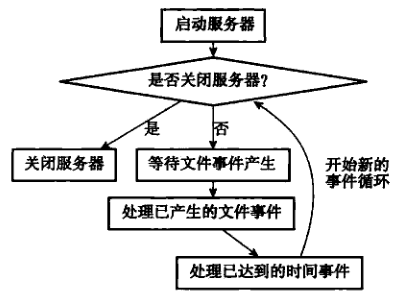 启动服务器
是否关闭服务器?
是
否
关闭服务器
等待文件事件产生
开始新的
事件循环
处理已产生的文件事件
处理已达到的时间事件